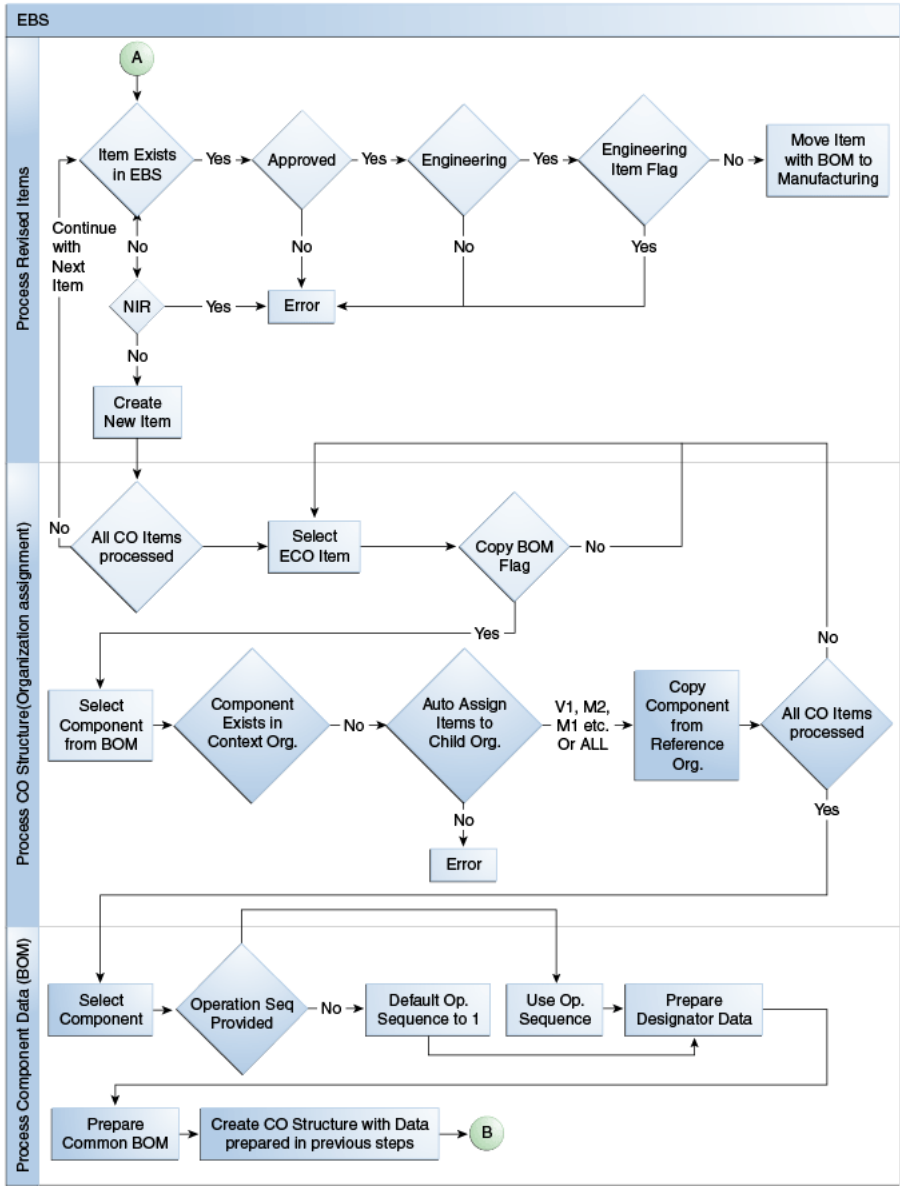 EBS
Process Revised Items
A
Item Exists
in EBS
Yes
Approved
Yes
Engineering
Yes
Engineering
Item Flag
No
Move Item
with BOM to
Manufacturing
Continue
with
Next
Item
No
No
No
Yes
NIR
Yes
Error
No
Create
New Item
Process CO Structure(Organization assignment)
No
All CO Items
processed
Select
ECO Item
Copy BOM
Flag
No
Yes
No
Select
Component
from BOM
Component
Exists in
Context Org.
No
Auto Assign
Items to
Child Org.
V1, M2,
M1 etc.
Or ALL
Copy
Component
from
Reference
Org.
All CO Items
processed
No
Yes
Error
Process Component Data (BOM)
Select
Component
Operation Seq
Provided
No
Default Op.
Sequence to 1
Use Op.
Sequence
Prepare
Designator Data
Prepare
Common BOM
Create CO Structure with Data
prepared in previous steps
B